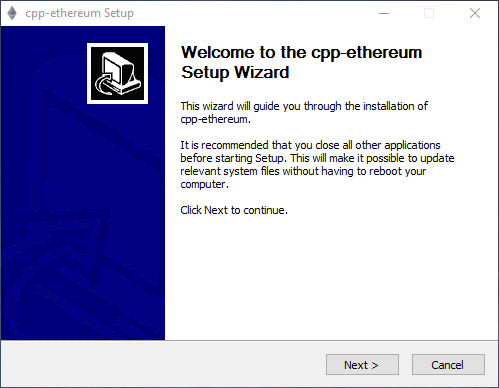 cpp-ethereum Setup
Welcome to the cpp-ethereum
Setup Wizard
This wizard will guide you through the installation of
cpp-ethereum.
It is recommended that you close all other applications
before starting Setup. This will make it possible to update
relevant system files without having to reboot your
computer.
Click Next to continue.
Next >
Cancel